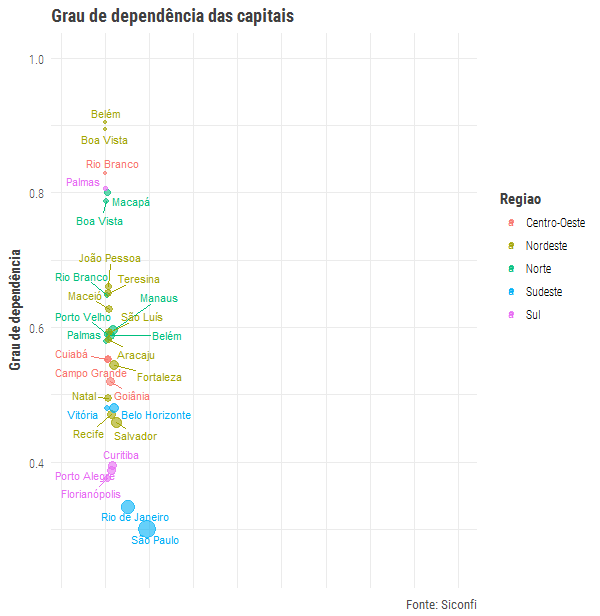 Grau de dependência das capitais
Grau de dependência
1.0
0.8
0.6
0.4
Belém
Boa Vista
Rio Branco
Palmas
Macapá
Boa Vista
João Pessoa
Rio Branco
Teresina
Maceió
Manaus
Porto Velho
São Luís
Palmas
Belém
Cuiabá
Aracaju
Campo Grande
Fortaleza
Natal
Goiânia
Vitória
Belo Horizonte
Recife
Salvador
Curitiba
Porto Alegre
Florianópolis
Rio de Janeiro
São Paulo
Regiao
a Centro-Oeste
a Nordeste
a Norte
a Sudeste
a Sul
Fonte: Siconfi